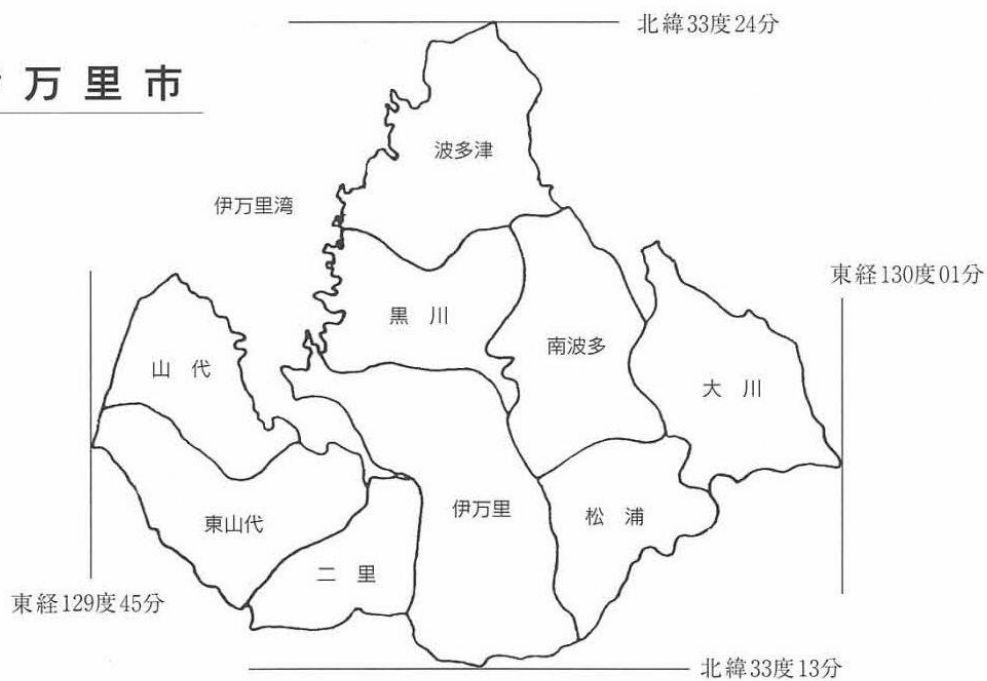 万里市
北緯33度24分
波多津
伊万里湾
東経130度01分
黒川
南波多
山代
大川
伊万里
松浦
東山代
二里
東経129度45分
北緯33度13分